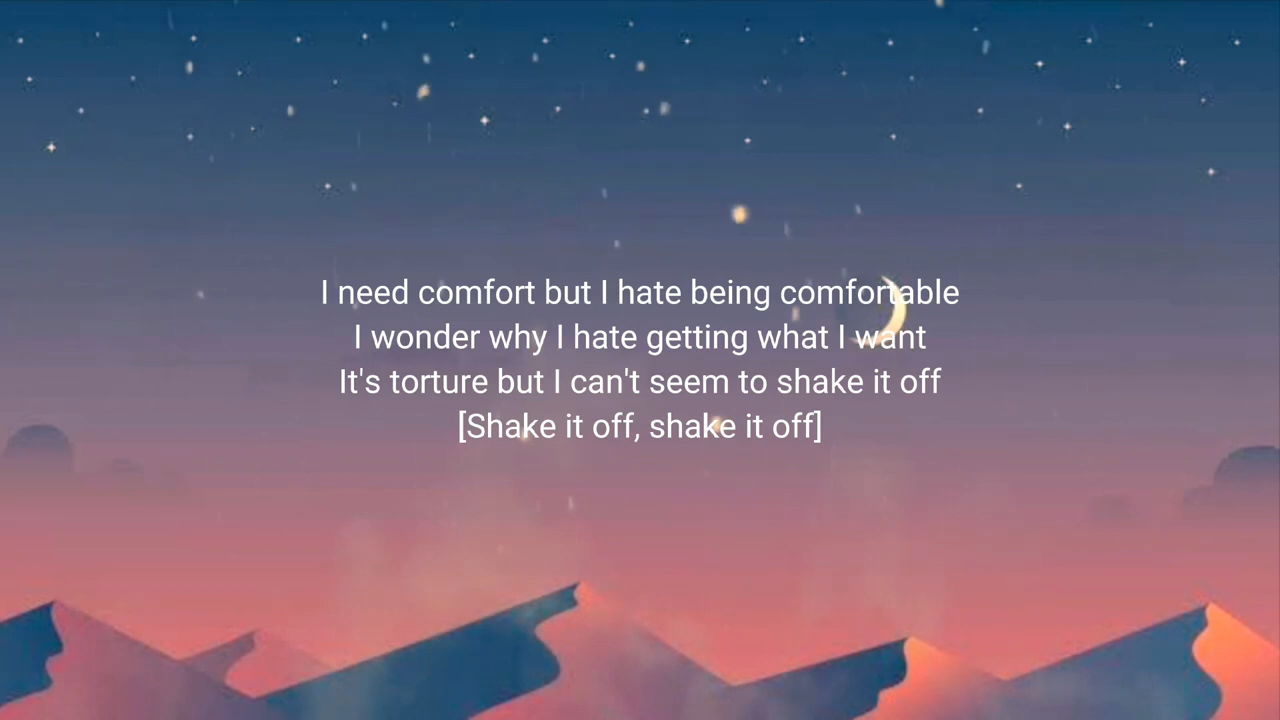 I need comfort but I hate being comfortable
I wonder why I hate getting what I want
It's torture but I can't seem to shake it off
[Shake it off, shake it off]